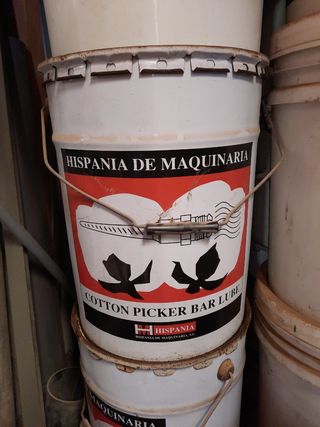 HISPANIA DE MAQUINARIA
COTTON PICKER BAR LUBE
HISPANIA
HISPANIA DE MAQUINARIA, S.A.
MAQUINARIA